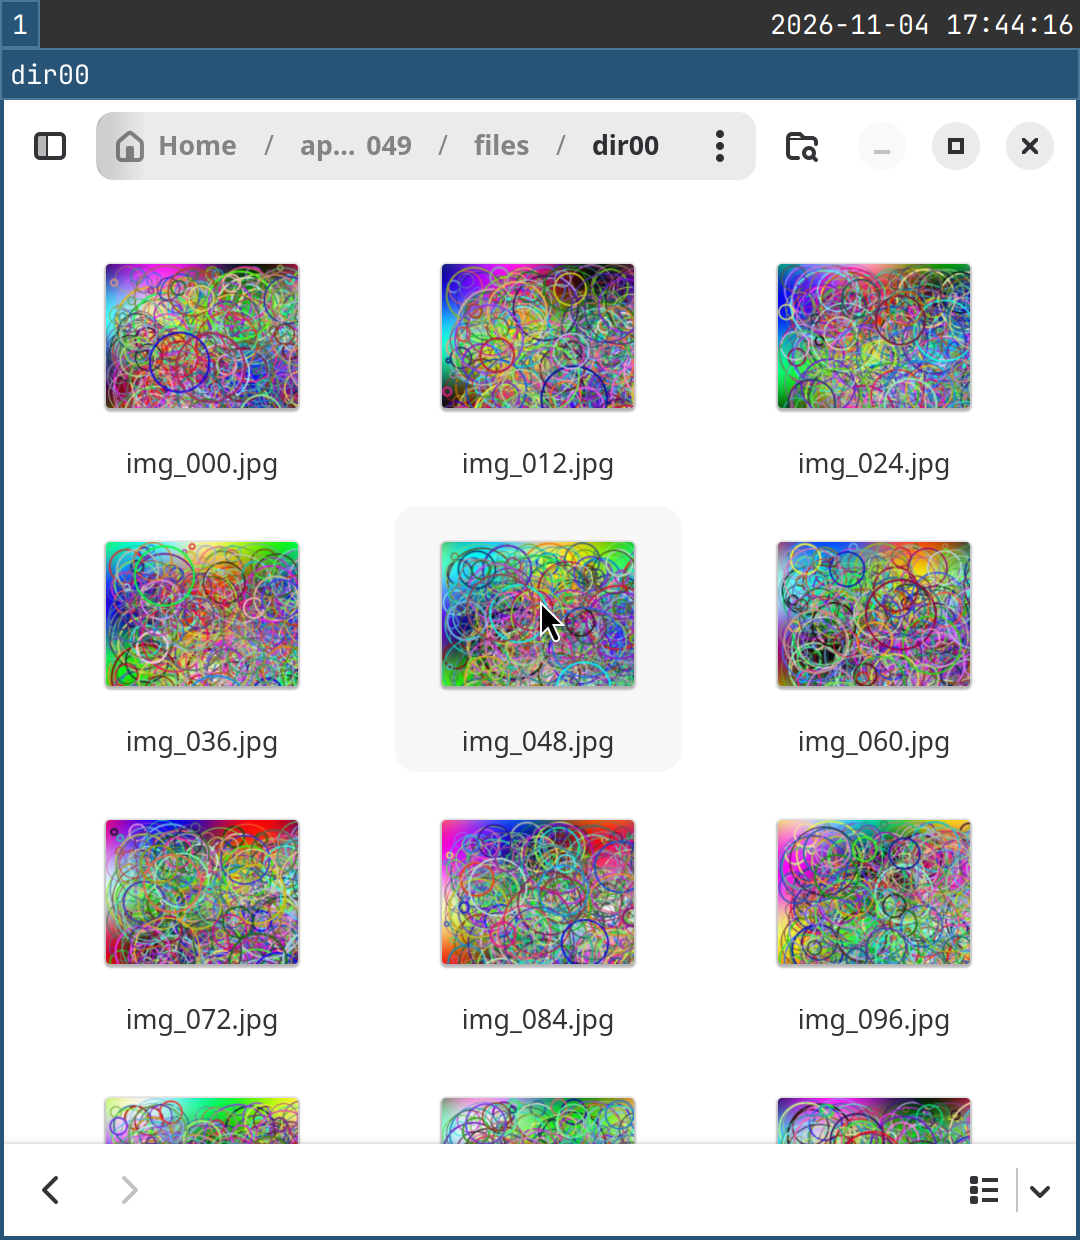 1 2026-11-04 17:44:16
dir00
Home / ap... 049 / files / dir00
img_000.jpg img_012.jpg img_024.jpg
img_036.jpg img_048.jpg img_060.jpg
img_072.jpg img_084.jpg img_096.jpg